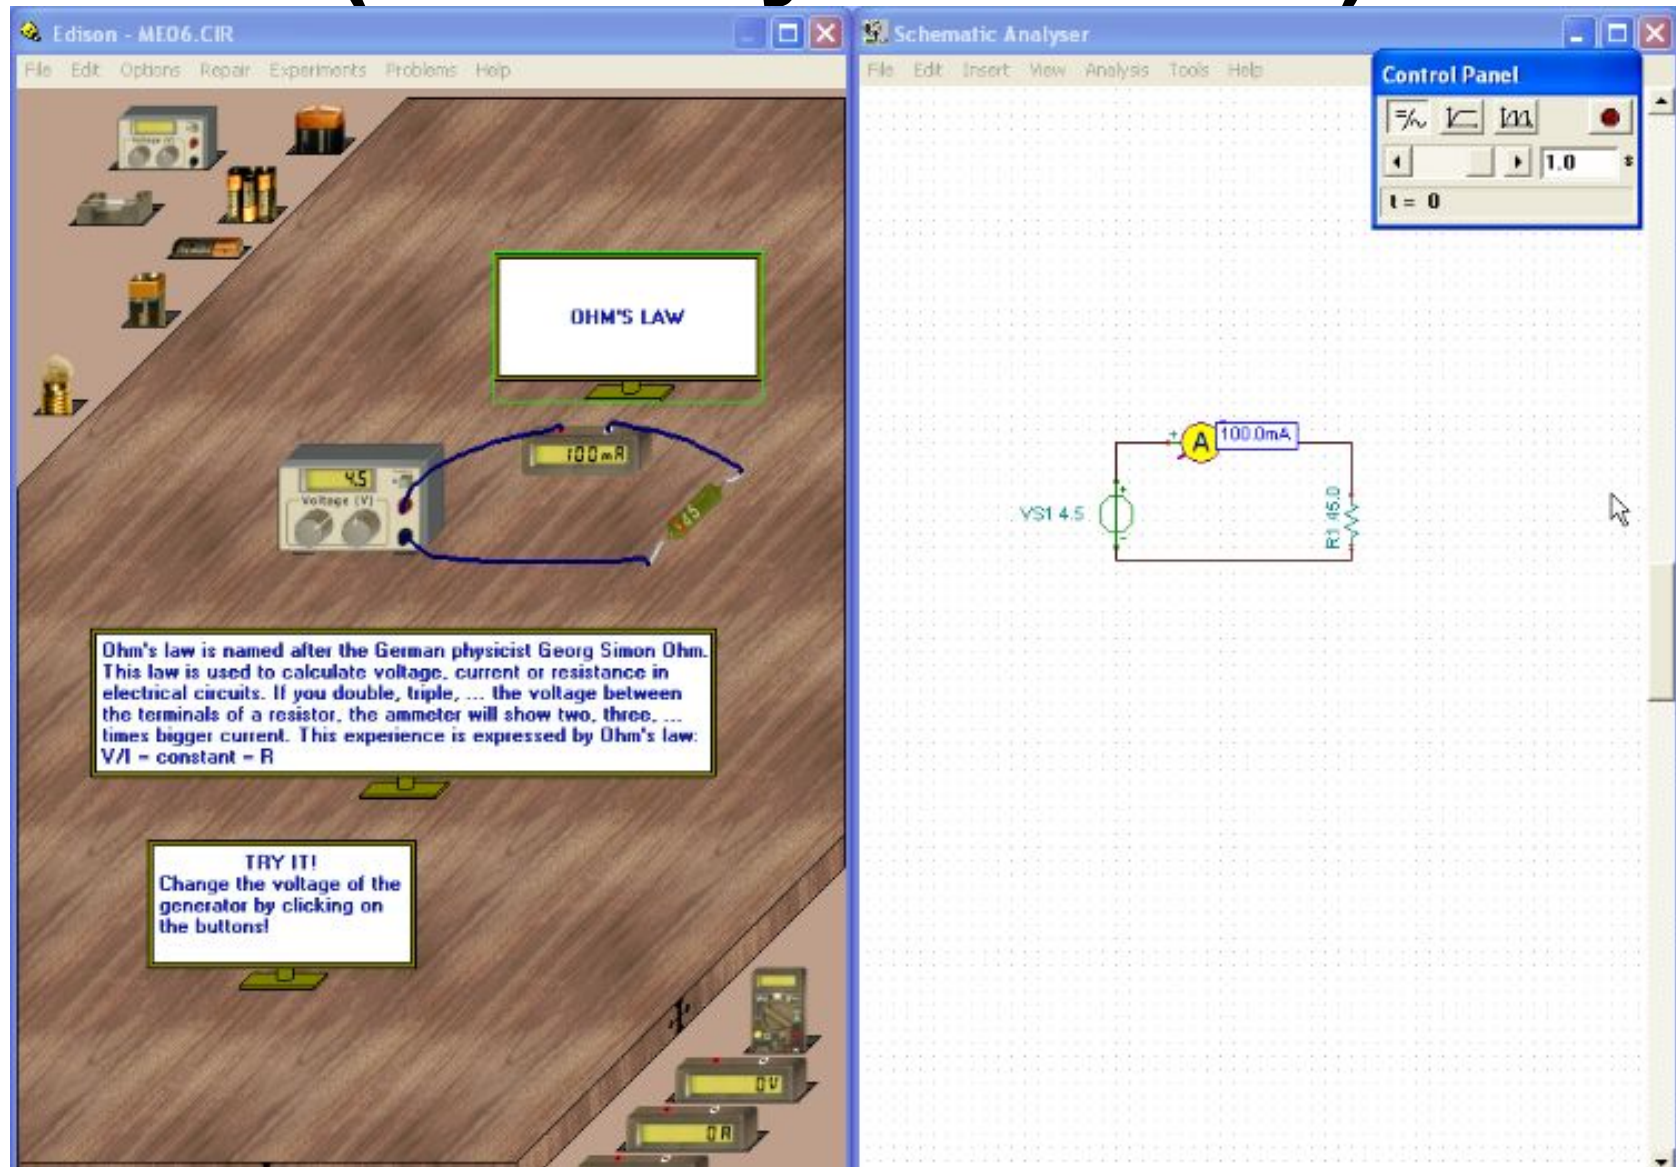 Edison - ME06.CIR
File Edit Options Repair Experiments Problems Help
Voltage (V)
OHM'S LAW
100mA
4.5
Voltage (V)
45
Ohm's law is named after the German physicist Georg Simon Ohm.
This law is used to calculate voltage, current or resistance in
electrical circuits. If you double, triple, ... the voltage between
the terminals of a resistor, the ammeter will show two, three, ...
times bigger current. This experience is expressed by Ohm's law:
V/I = constant = R
TRY IT!
Change the voltage of the
generator by clicking on
the buttons!
0V
0A
Schematic Analyser
File Edit Insert View Analysis Tools Help
Control Panel
1.0 s
t = 0
A 100.0mA
VS1 4.5
R1 45.0